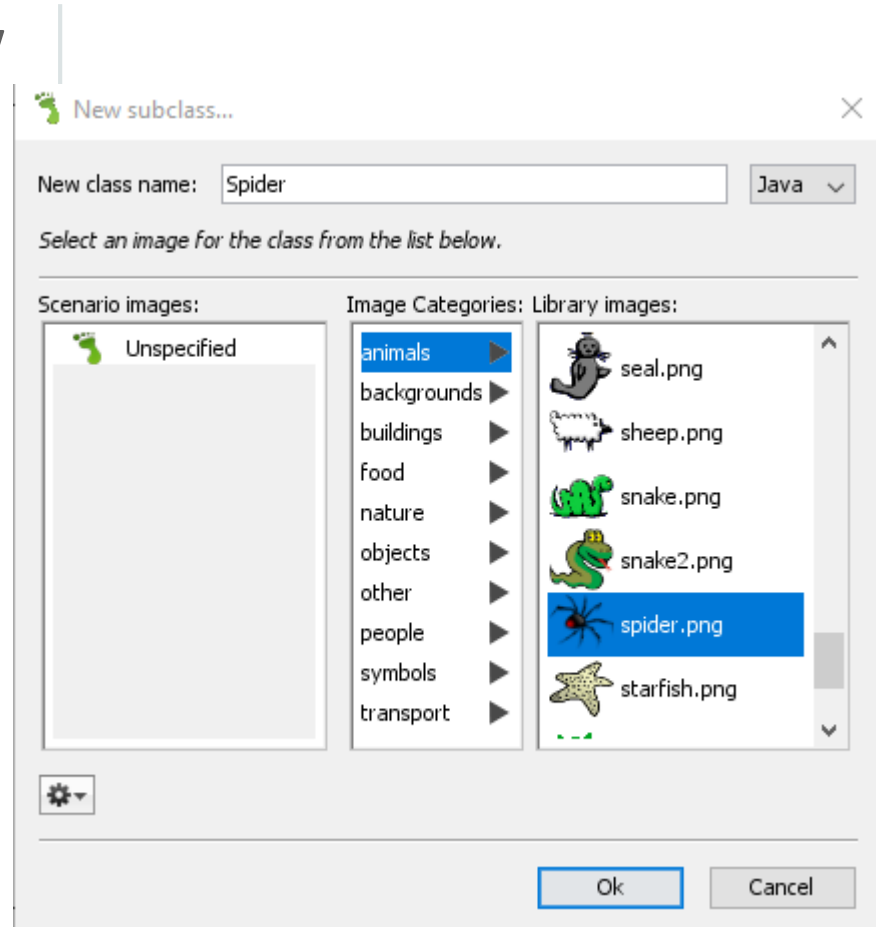 New subclass...
New class name: Spider Java
Select an image for the class from the list below.
Scenario images: Image Categories: Library images:
Unspecified
animals
backgrounds
buildings
food
nature
objects
other
people
symbols
transport
seal.png
sheep.png
snake.png
snake2.png
spider.png
starfish.png
Ok Cancel